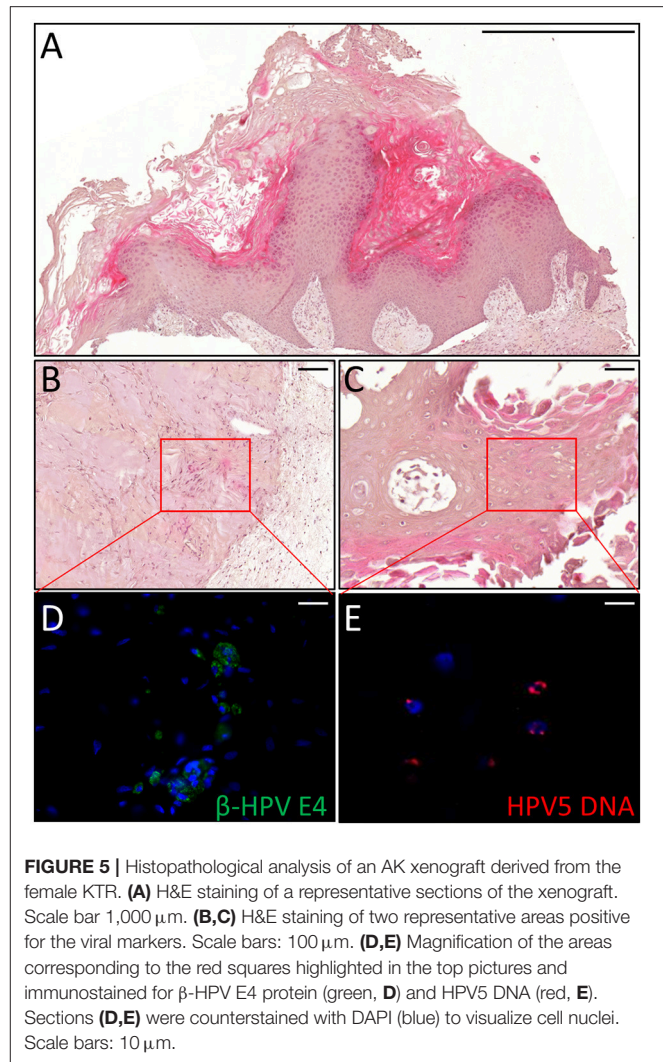 A
B
C
D
β-HPV E4
E
HPV5 DNA
FIGURE 5 | Histopathological analysis of an AK xenograft derived from the
female KTR. (A) H&E staining of a representative sections of the xenograft.
Scale bar 1,000 μm. (B,C) H&E staining of two representative areas positive
for the viral markers. Scale bars: 100 μm. (D,E) Magnification of the areas
corresponding to the red squares highlighted in the top pictures and
immunostained for β-HPV E4 protein (green, D) and HPV5 DNA (red, E).
Sections (D,E) were counterstained with DAPI (blue) to visualize cell nuclei.
Scale bars: 10 μm.